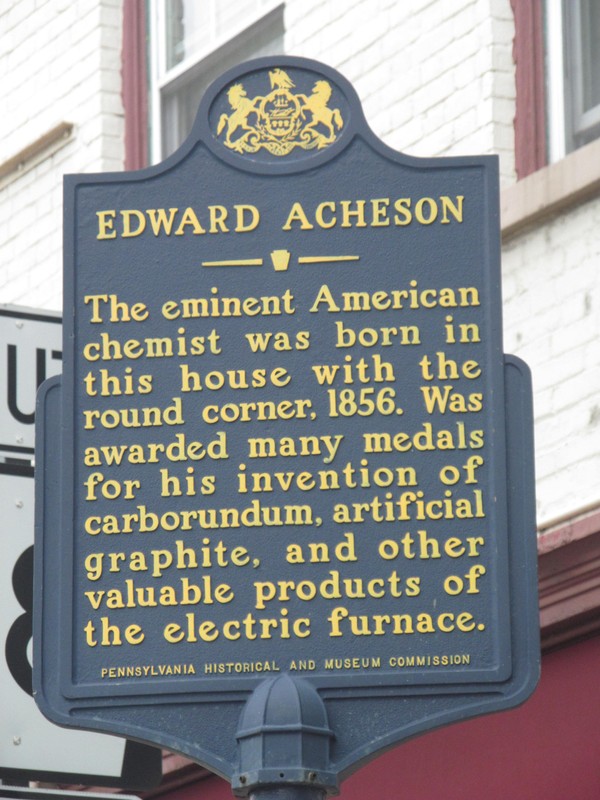 EDWARD ACHESON
The eminent American
chemist was born in
this house with the
round corner, 1856. Was
awarded many medals
for his invention of
carborundum, artificial
graphite, and other
valuable products of
the electric furnace.
PENNSYLVANIA HISTORICAL AND MUSEUM COMMISSION